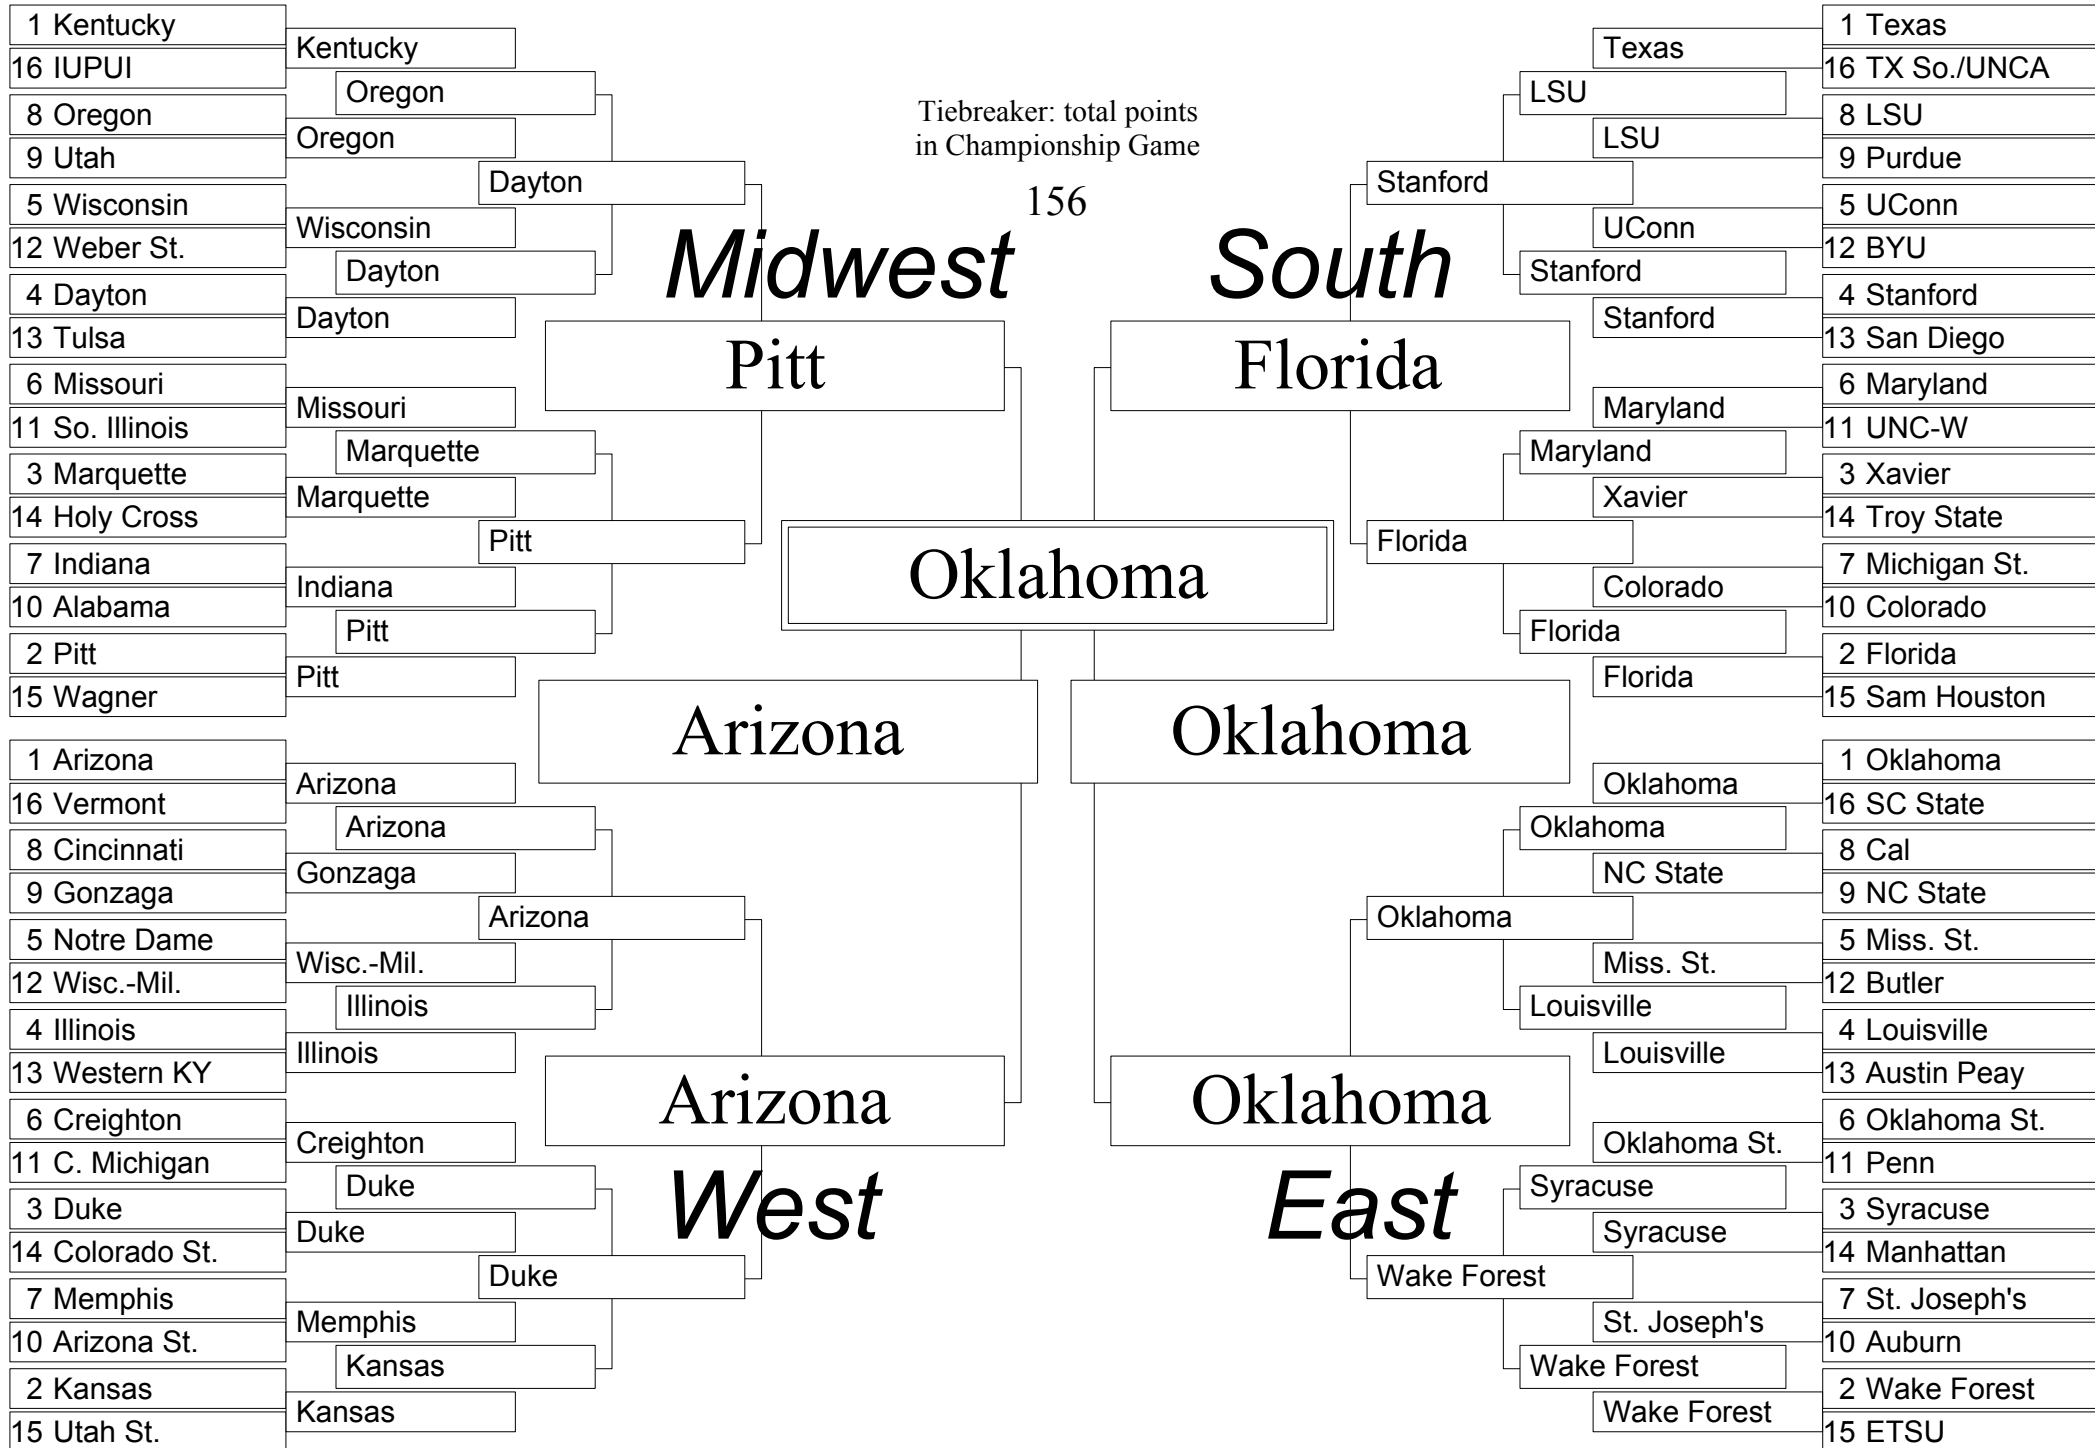 1 Kentucky
16 IUPUI
8 Oregon
9 Utah
5 Wisconsin
12 Weber St.
4 Dayton
13 Tulsa
6 Missouri
11 So. Illinois
3 Marquette
14 Holy Cross
7 Indiana
10 Alabama
2 Pitt
15 Wagner
Kentucky
Oregon
Wisconsin
Dayton
Missouri
Marquette
Indiana
Pitt
Oregon
Dayton
Marquette
Pitt
Dayton
Pitt
Midwest
Pitt
1 Arizona
16 Vermont
8 Cincinnati
9 Gonzaga
5 Notre Dame
12 Wisc.-Mil.
4 Illinois
13 Western KY
6 Creighton
11 C. Michigan
3 Duke
14 Colorado St.
7 Memphis
10 Arizona St.
2 Kansas
15 Utah St.
Arizona
Gonzaga
Wisc.-Mil.
Illinois
Creighton
Duke
Memphis
Kansas
Arizona
Illinois
Duke
Kansas
Arizona
Duke
Arizona
West
Tiebreaker: total points
in Championship Game
156
Oklahoma
Arizona
Oklahoma
South
Florida
Stanford
Florida
LSU
Stanford
Maryland
Florida
Texas
LSU
UConn
Stanford
Maryland
Xavier
Colorado
Florida
1 Texas
16 TX So./UNCA
8 LSU
9 Purdue
5 UConn
12 BYU
4 Stanford
13 San Diego
6 Maryland
11 UNC-W
3 Xavier
14 Troy State
7 Michigan St.
10 Colorado
2 Florida
15 Sam Houston
Oklahoma
East
Oklahoma
Wake Forest
Oklahoma
Louisville
Syracuse
Wake Forest
Oklahoma
NC State
Miss. St.
Louisville
Oklahoma St.
Syracuse
St. Joseph's
Wake Forest
1 Oklahoma
16 SC State
8 Cal
9 NC State
5 Miss. St.
12 Butler
4 Louisville
13 Austin Peay
6 Oklahoma St.
11 Penn
3 Syracuse
14 Manhattan
7 St. Joseph's
10 Auburn
2 Wake Forest
15 ETSU